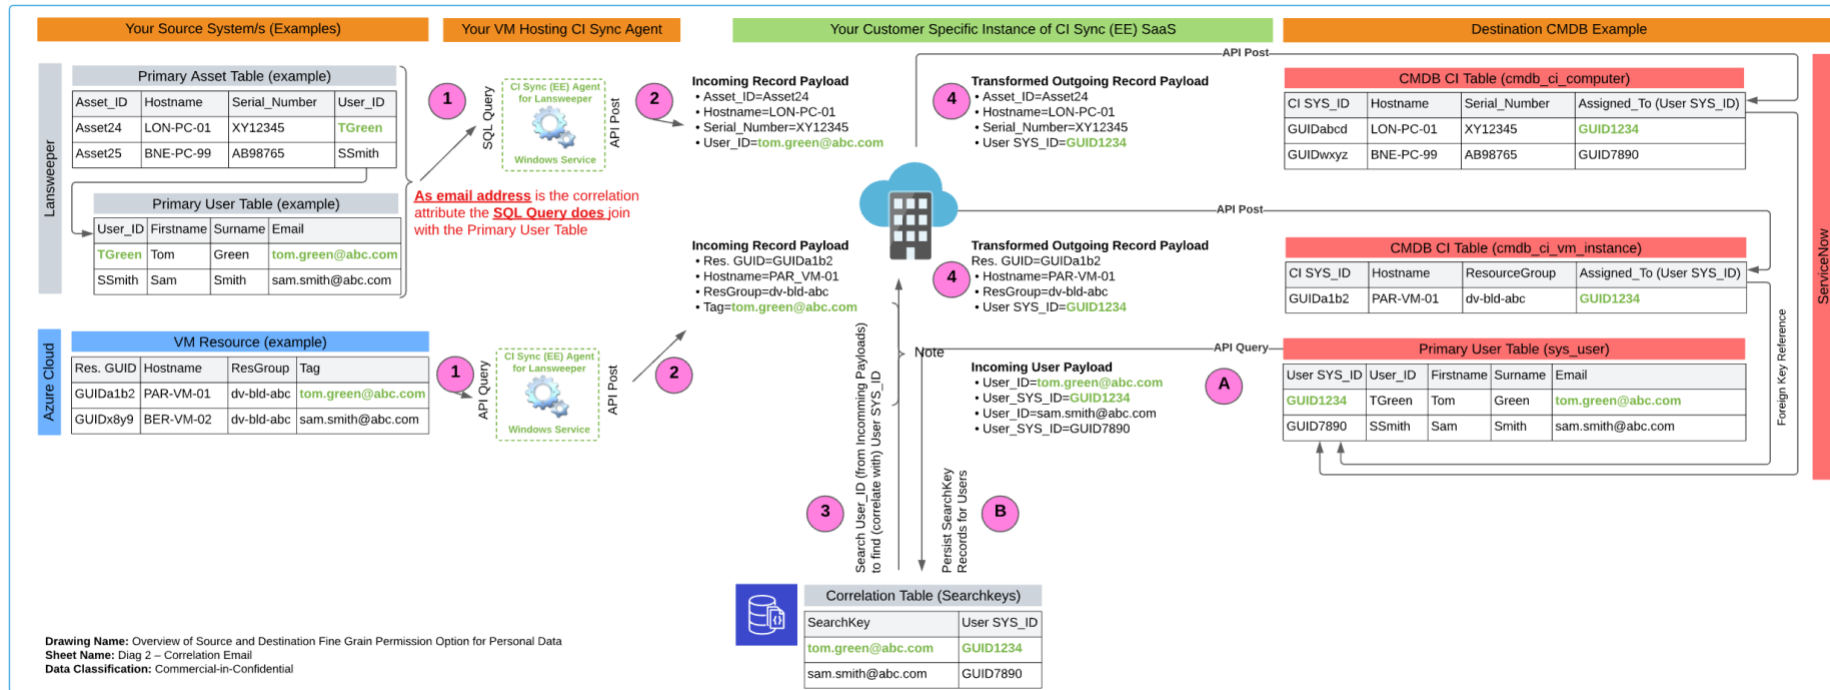 Your Source System/s (Examples)
Your VM Hosting CI Sync Agent
Your Customer Specific Instance of CI Sync (EE) SaaS
Destination CMDB Example
Lansweeper
Primary Asset Table (example)
Asset_ID Hostname Serial_Number User_ID
Asset24 LON-PC-01 XY12345 TGreen
Asset25 BNE-PC-99 AB98765 SSmith
Primary User Table (example)
User_ID Firstname Surname Email
TGreen Tom Green tom.green@abc.com
SSmith Sam Smith sam.smith@abc.com
1
SQL Query
CI Sync (EE) Agent
for Lansweeper
Windows Service
API Post
2
As email address is the correlation
attribute the SQL Query does join
with the Primary User Table
Incoming Record Payload
• Asset_ID=Asset24
• Hostname=LON-PC-01
• Serial_Number=XY12345
• User_ID=tom.green@abc.com
4
Transformed Outgoing Record Payload
• Asset_ID=Asset24
• Hostname=LON-PC-01
• Serial_Number=XY12345
• User SYS_ID=GUID1234
API Post
CMDB CI Table (cmdb_ci_computer)
CI SYS_ID Hostname Serial_Number Assigned_To (User SYS_ID)
GUIDabcd LON-PC-01 XY12345 GUID1234
GUIDwxyz BNE-PC-99 AB98765 GUID7890
ServiceNow
Azure Cloud
VM Resource (example)
Res. GUID Hostname ResGroup Tag
GUIDa1b2 PAR-VM-01 dv-bld-abc tom.green@abc.com
GUIDx8y9 BER-VM-02 dv-bld-abc sam.smith@abc.com
1
API Query
CI Sync (EE) Agent
for Lansweeper
Windows Service
API Post
2
Incoming Record Payload
• Res. GUID=GUIDa1b2
• Hostname=PAR_VM-01
• ResGroup=dv-bld-abc
• Tag=tom.green@abc.com
4
Transformed Outgoing Record Payload
Res. GUID=GUIDa1b2
• Hostname=PAR-VM-01
• ResGroup=dv-bld-abc
• User SYS_ID=GUID1234
API Post
CMDB CI Table (cmdb_ci_vm_instance)
CI SYS_ID Hostname ResourceGroup Assigned_To (User SYS_ID)
GUIDa1b2 PAR-VM-01 dv-bld-abc GUID1234
Note
API Query
Incoming User Payload
• User_ID=tom.green@abc.com
• User_SYS_ID=GUID1234
• User_ID=sam.smith@abc.com
• User_SYS_ID=GUID7890
A
Primary User Table (sys_user)
User SYS_ID User_ID Firstname Surname Email
GUID1234 TGreen Tom Green tom.green@abc.com
GUID7890 SSmith Sam Smith sam.smith@abc.com
Foreign Key Reference
3
Search User_ID (from Incomming Payloads)
to find (correlate with) User SYS_ID
Persist SearchKey
Records for Users
B
Correlation Table (Searchkeys)
SearchKey User SYS_ID
tom.green@abc.com GUID1234
sam.smith@abc.com GUID7890
Drawing Name: Overview of Source and Destination Fine Grain Permission Option for Personal Data
Sheet Name: Diag 2 – Correlation Email
Data Classification: Commercial-in-Confidential